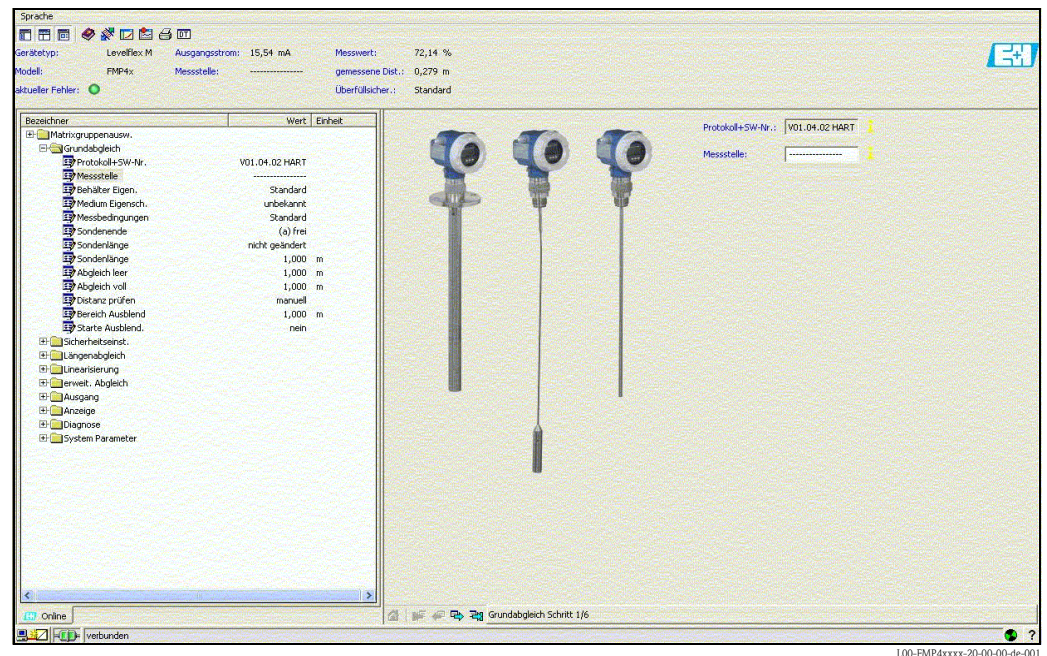 Sprache
DT
Gerätetyp: Levelflex M Ausgangsstrom: 15,54 mA Messwert: 72,14 %
Modell: FMP4x Messstelle: ---------------- gemessene Dist.: 0,279 m
aktueller Fehler: Überfüllsicher.: Standard
E+H
Bezeichner Wert Einheit
Matrixgruppenausw.
Grundabgleich
Protokoll+SW-Nr. V01.04.02 HART
Messstelle ----------------
Behälter Eigen. Standard
Medium Eigensch. unbekannt
Messbedingungen Standard
Sondenende (a) frei
Sondenlänge nicht geändert
Sondenlänge 1,000 m
Abgleich leer 1,000 m
Abgleich voll 1,000 m
Distanz prüfen manuell
Bereich Ausblend 1,000 m
Starte Ausblend. nein
Sicherheitseinst.
Längenabgleich
Linearisierung
erweit. Abgleich
Ausgang
Anzeige
Diagnose
System Parameter
Protokoll+SW-Nr.: V01.04.02 HART
Messstelle: ----------------
Online
Grundabgleich Schritt 1/6
verbunden
?
L00-FMP4xxxx-20-00-00-de-001